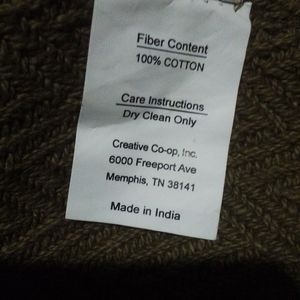 Fiber Content
100% COTTON
Care Instructions
Dry Clean Only
Creative Co-op, Inc.
6000 Freeport Ave
Memphis, TN 38141
Made in India